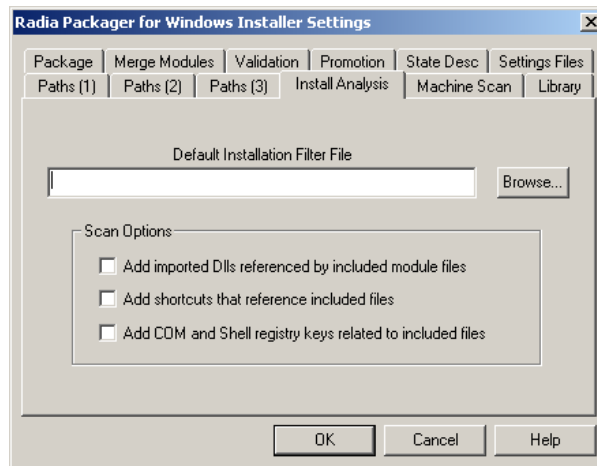 Radia Packager for Windows Installer Settings
Package Merge Modules Validation Promotion State Desc Settings Files
Paths (1) Paths (2) Paths (3) Install Analysis Machine Scan Library
Default Installation Filter File
Browse...
Scan Options
Add imported Dlls referenced by included module files
Add shortcuts that reference included files
Add COM and Shell registry keys related to included files
OK Cancel Help